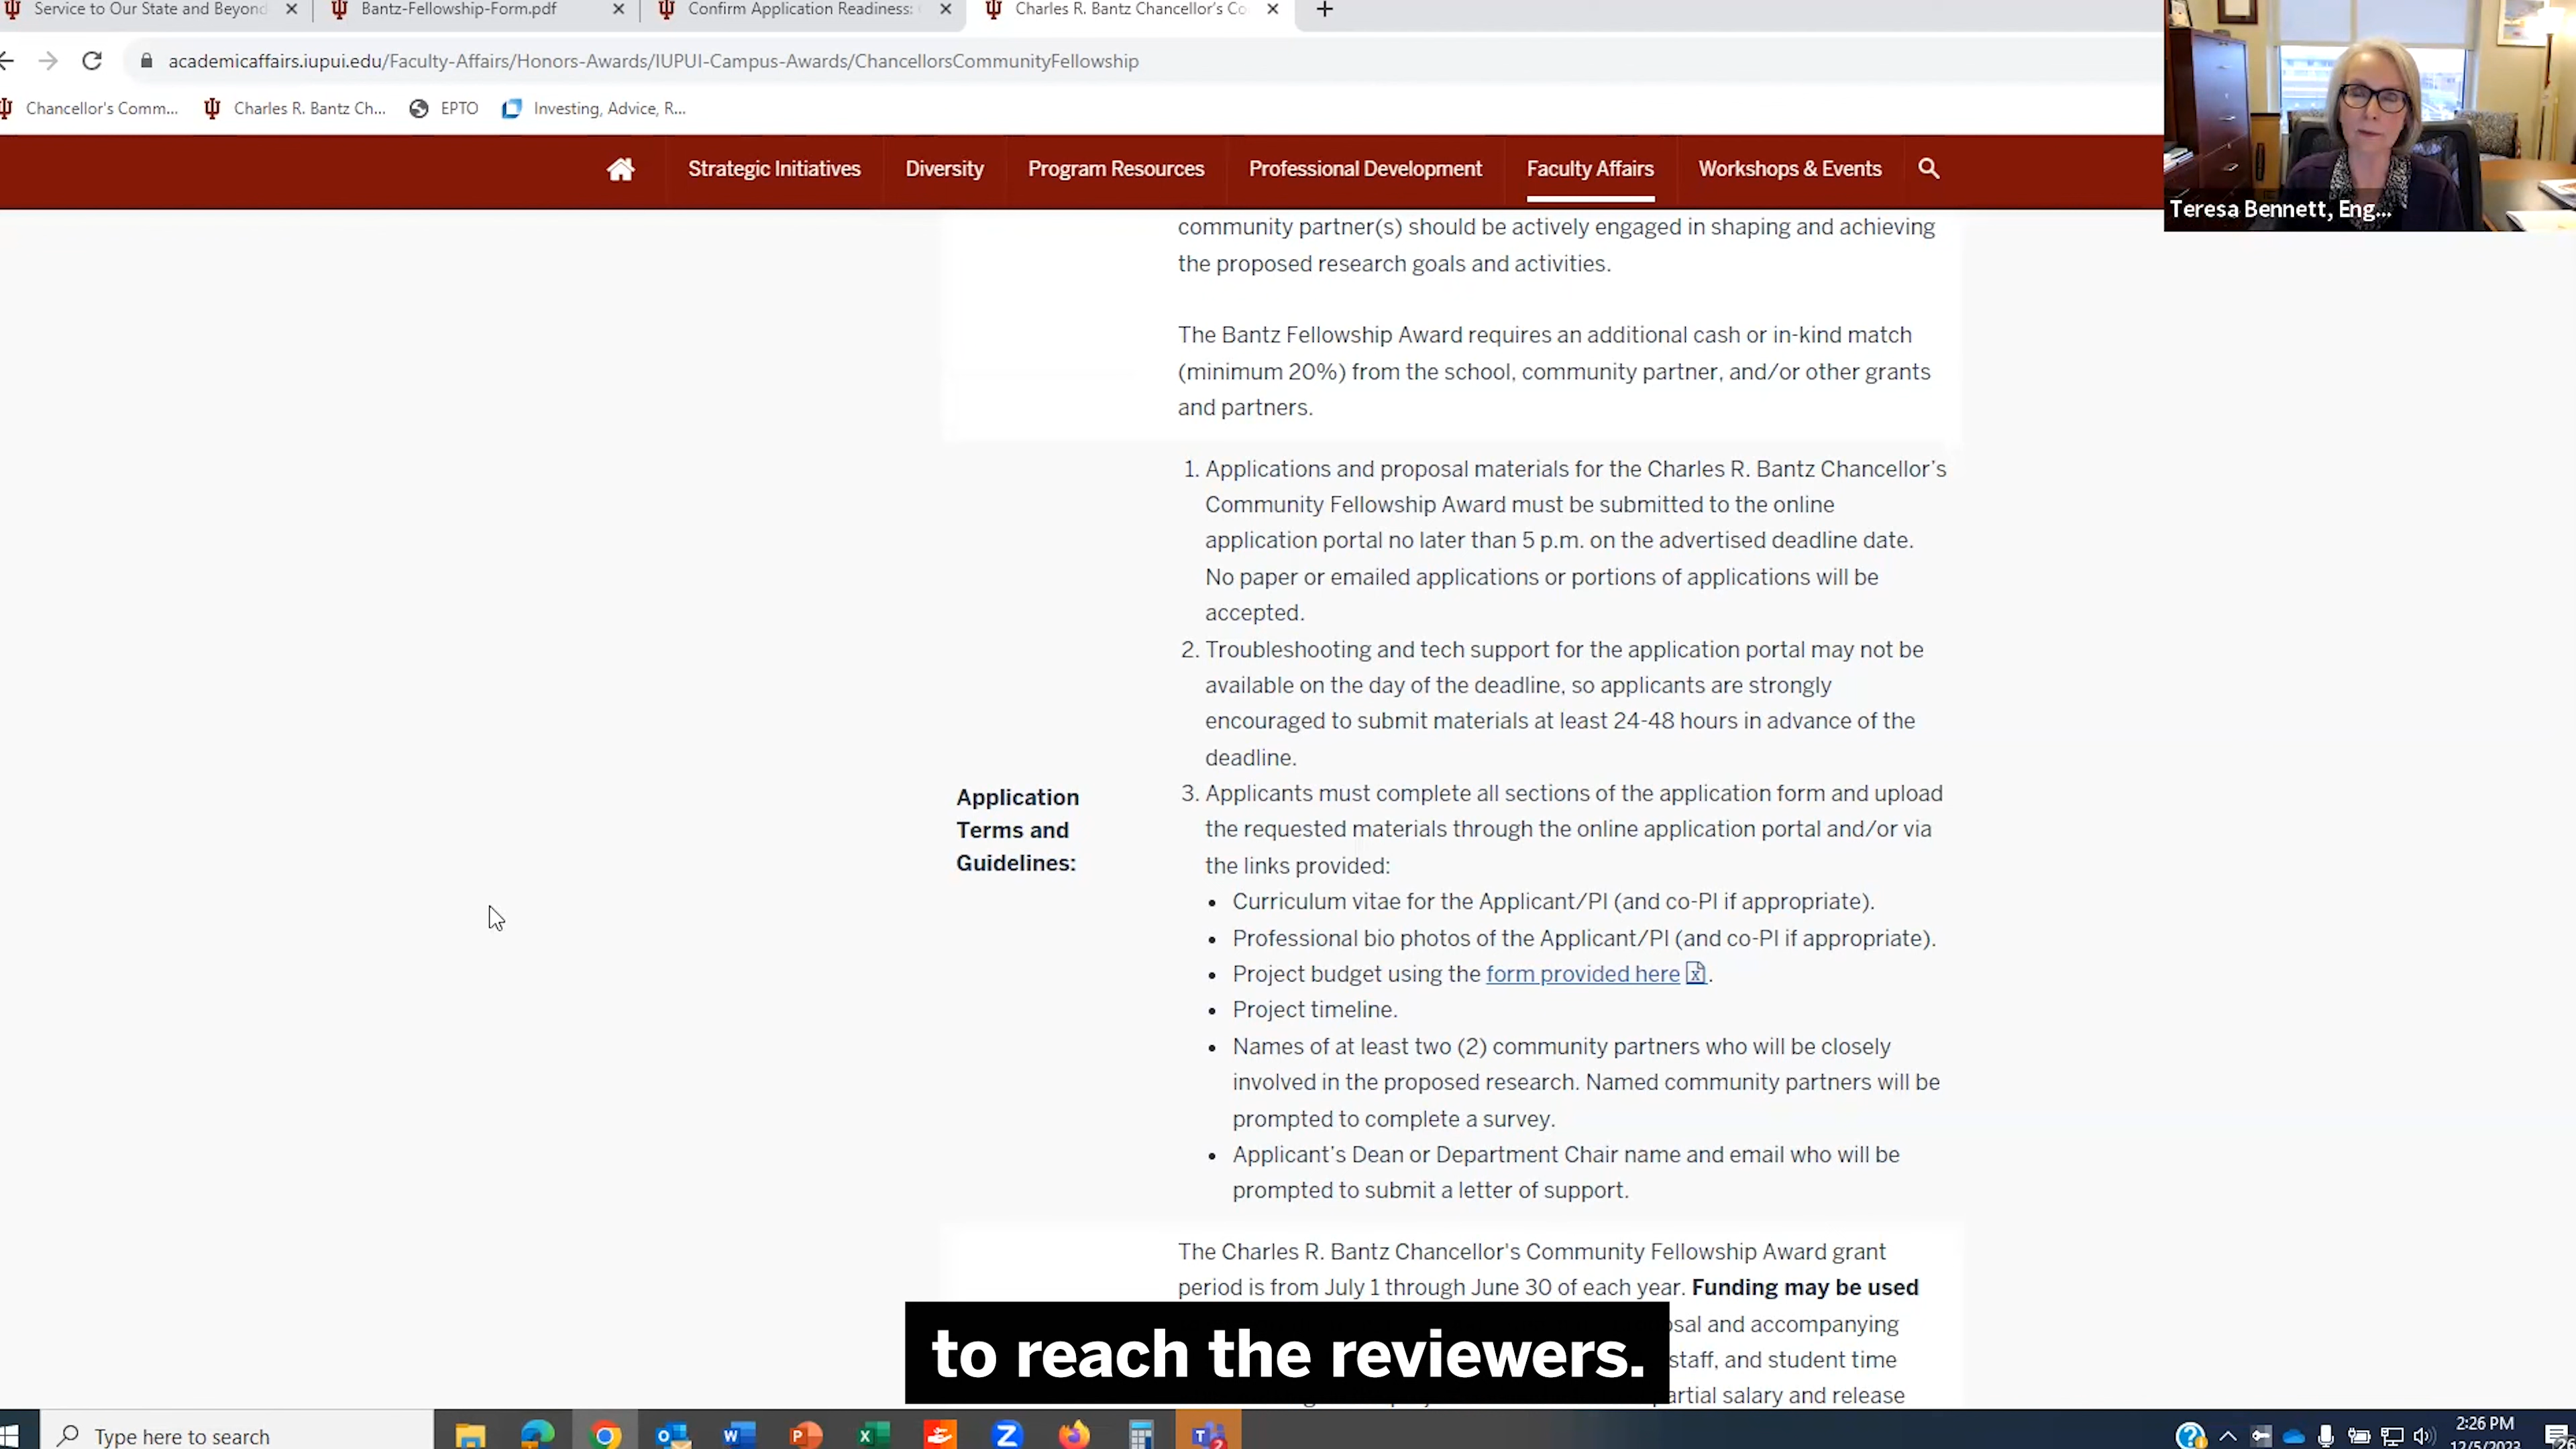 Service to Our State and Beyond
Bantz-Fellowship-Form.pdf
Confirm Application Readiness:
Charles R. Bantz Chancellor's Co
academicaffairs.iupui.edu/Faculty-Affairs/Honors-Awards/IUPUI-Campus-Awards/ChancellorsCommunityFellowship
Chancellor's Comm...
Charles R. Bantz Ch...
EPTO
Investing, Advice, R...
Strategic Initiatives
Diversity
Program Resources
Professional Development
Faculty Affairs
Workshops & Events
Teresa Bennett, Eng...
community partner(s) should be actively engaged in shaping and achieving
the proposed research goals and activities.
The Bantz Fellowship Award requires an additional cash or in-kind match
(minimum 20%) from the school, community partner, and/or other grants
and partners.
Application
Terms and
Guidelines:
1. Applications and proposal materials for the Charles R. Bantz Chancellor's
Community Fellowship Award must be submitted to the online
application portal no later than 5 p.m. on the advertised deadline date.
No paper or emailed applications or portions of applications will be
accepted.
2. Troubleshooting and tech support for the application portal may not be
available on the day of the deadline, so applicants are strongly
encouraged to submit materials at least 24-48 hours in advance of the
deadline.
3. Applicants must complete all sections of the application form and upload
the requested materials through the online application portal and/or via
the links provided:
• Curriculum vitae for the Applicant/PI (and co-PI if appropriate).
• Professional bio photos of the Applicant/PI (and co-PI if appropriate).
• Project budget using the form provided here.
• Project timeline.
• Names of at least two (2) community partners who will be closely
involved in the proposed research. Named community partners will be
prompted to complete a survey.
• Applicant's Dean or Department Chair name and email who will be
prompted to submit a letter of support.
The Charles R. Bantz Chancellor's Community Fellowship Award grant
period is from July 1 through June 30 of each year. Funding may be used
and accompanying
staff, and student time
salary and release
to reach the reviewers.
Type here to search
2:26 PM
12/5/2023